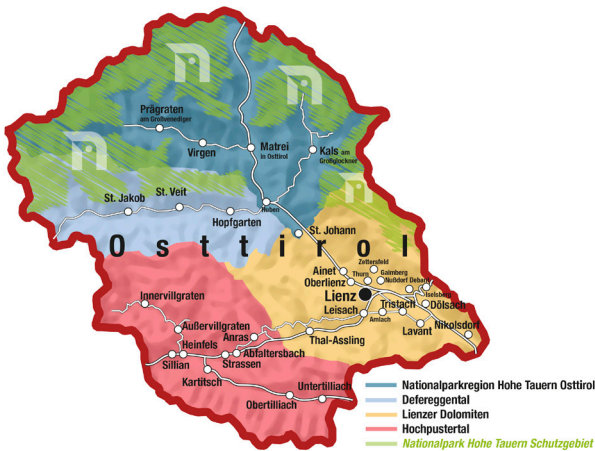 Prägraten
am Großvenediger
Virgen
Matrei
in Osttirol
Kals am
Großglockner
St. Jakob
St. Veit
Hopfgarten
Huben
St. Johann
Osttirol
Zettersfeld
Ainet
Thurn
Gaimberg
Oberlienz
Nußdorf Debant
Lienz
Iselsberg
Leisach
Tristach
Dölsach
Amlach
Lavant
Nikolsdorf
Innervillgraten
Außervillgraten
Anras
Thal-Assling
Heinfels
Abfaltersbach
Sillian
Strassen
Kartitsch
Untertilliach
Obertilliach
Nationalparkregion Hohe Tauern Osttirol
Defereggental
Lienzer Dolomiten
Hochpustertal
Nationalpark Hohe Tauern Schutzgebiet